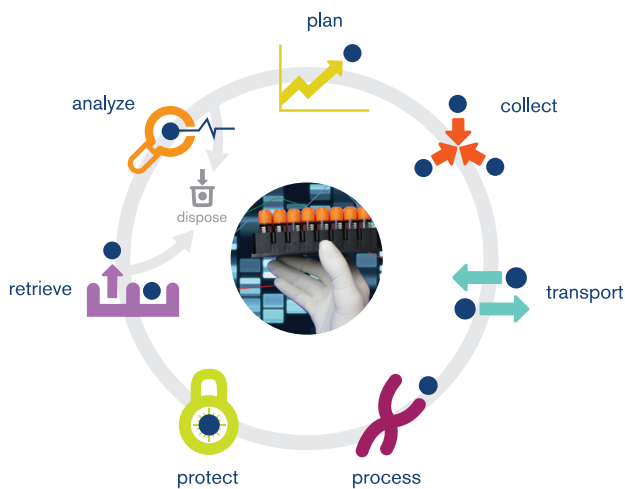 plan
collect
transport
process
protect
retrieve
analyze
dispose